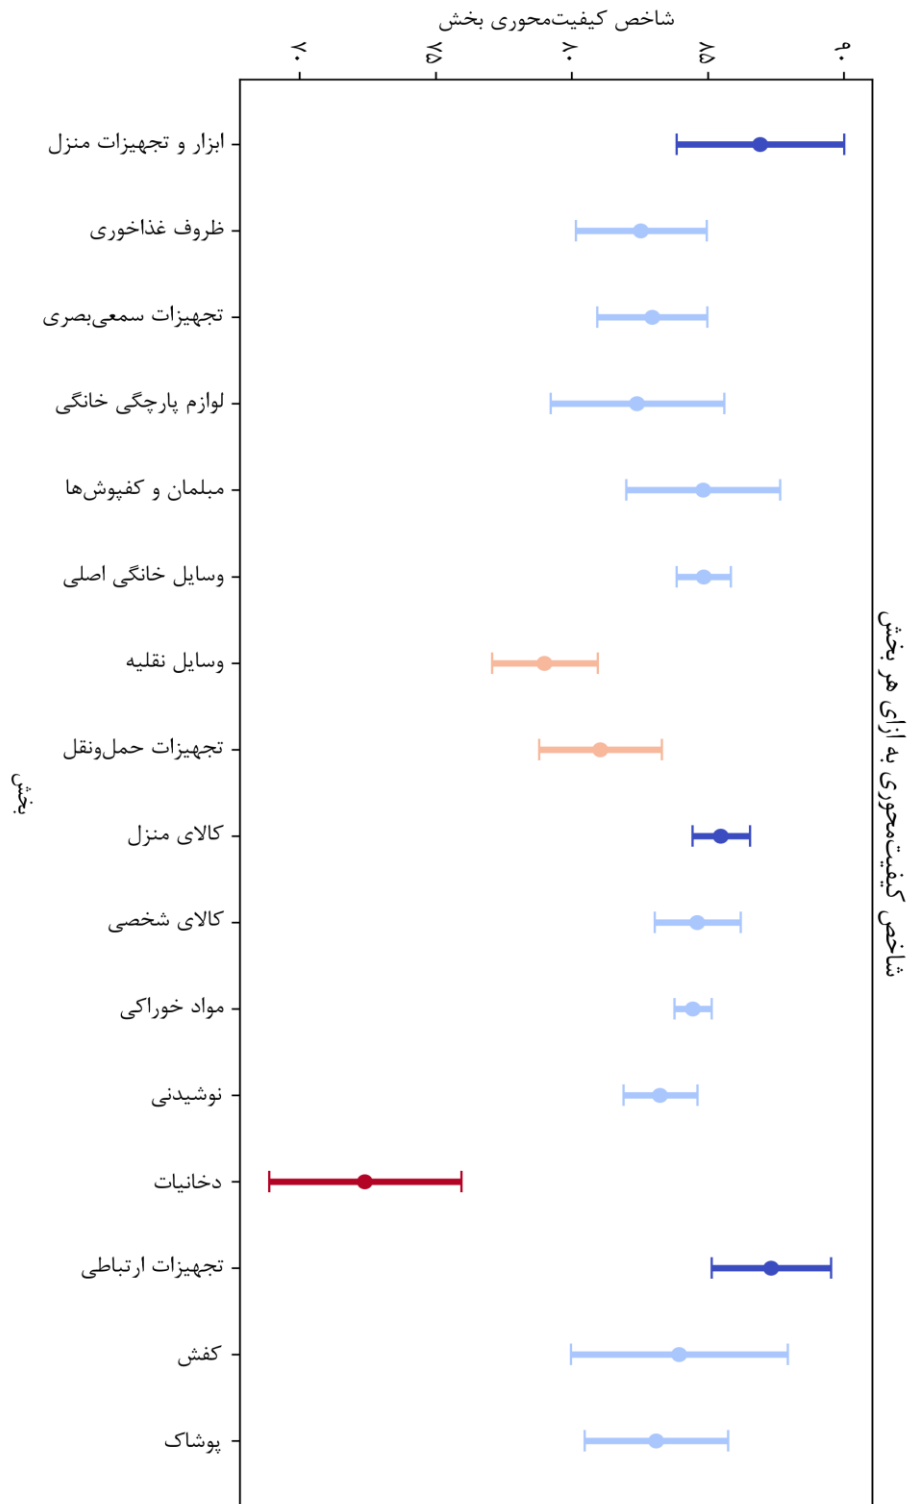 شاخص کیفیت‌محوری بخش
۷۰
۷۵
۸۰
۸۵
۹۰
ابزار و تجهیزات منزل
ظروف غذاخوری
تجهیزات سمعی‌بصری
لوازم پارچگی خانگی
مبلمان و کفپوش‌ها
وسایل خانگی اصلی
وسایل نقلیه
تجهیزات حمل‌ونقل
کالای منزل
کالای شخصی
مواد خوراکی
نوشیدنی
دخانیات
تجهیزات ارتباطی
کفش
پوشاک
بخش
شاخص کیفیت‌محوری به ازای هر بخش